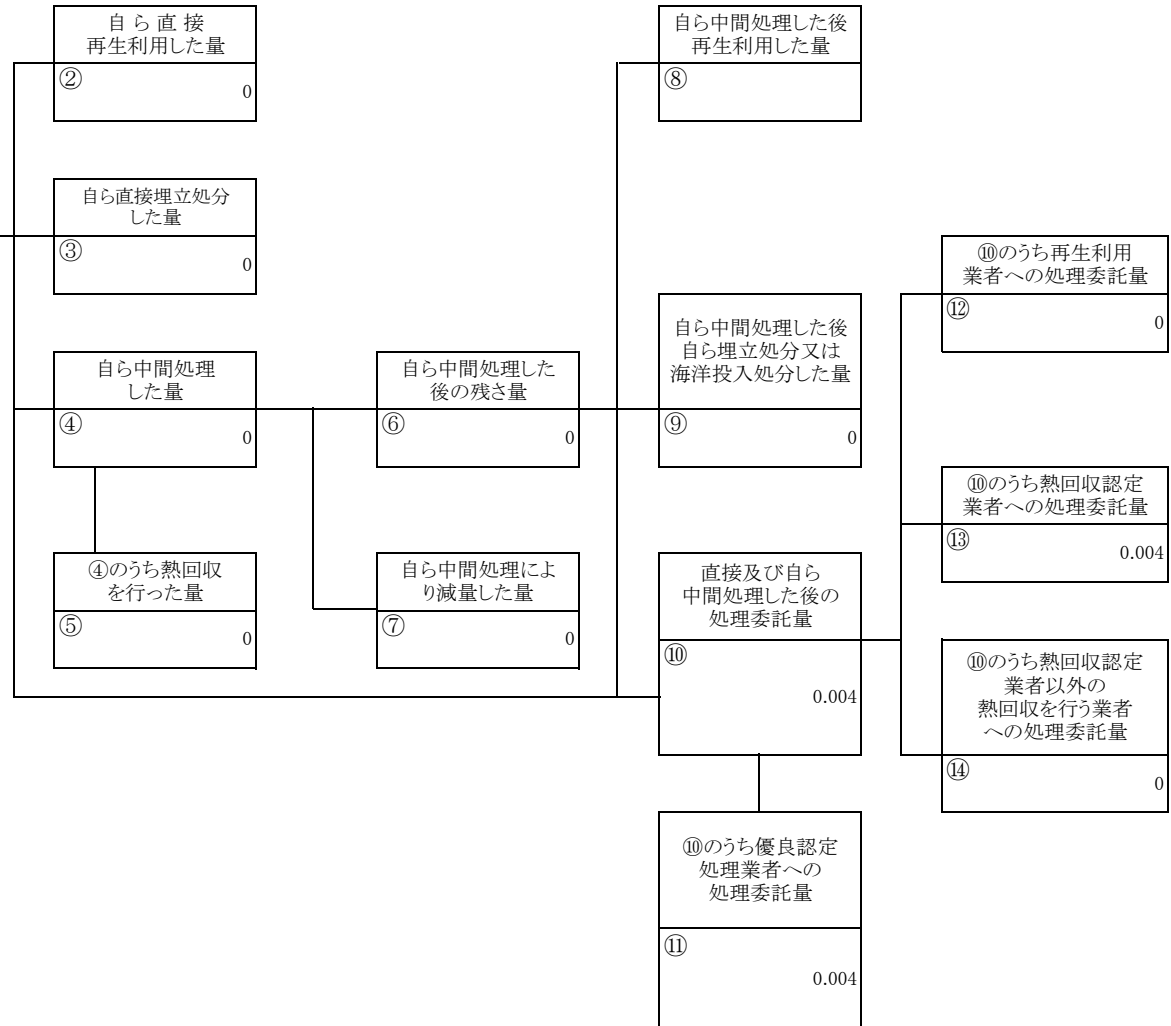 自ら直接
再生利用した量
②
0
自ら中間処理した後
再生利用した量
⑧
自ら直接埋立処分
した量
③
0
⑩のうち再生利用
業者への処理委託量
⑫
0
自ら中間処理した後
自ら埋立処分又は
海洋投入処分した量
⑨
0
自ら中間処理
した量
④
0
自ら中間処理した
後の残さ量
⑥
0
⑩のうち熱回収認定
業者への処理委託量
⑬
0.004
④のうち熱回収
を行った量
⑤
0
自ら中間処理によ
り減量した量
⑦
0
直接及び自ら
中間処理した後の
処理委託量
⑩
0.004
⑩のうち熱回収認定
業者以外の
熱回収を行う業者
への処理委託量
⑭
0
⑩のうち優良認定
処理業者への
処理委託量
⑪
0.004